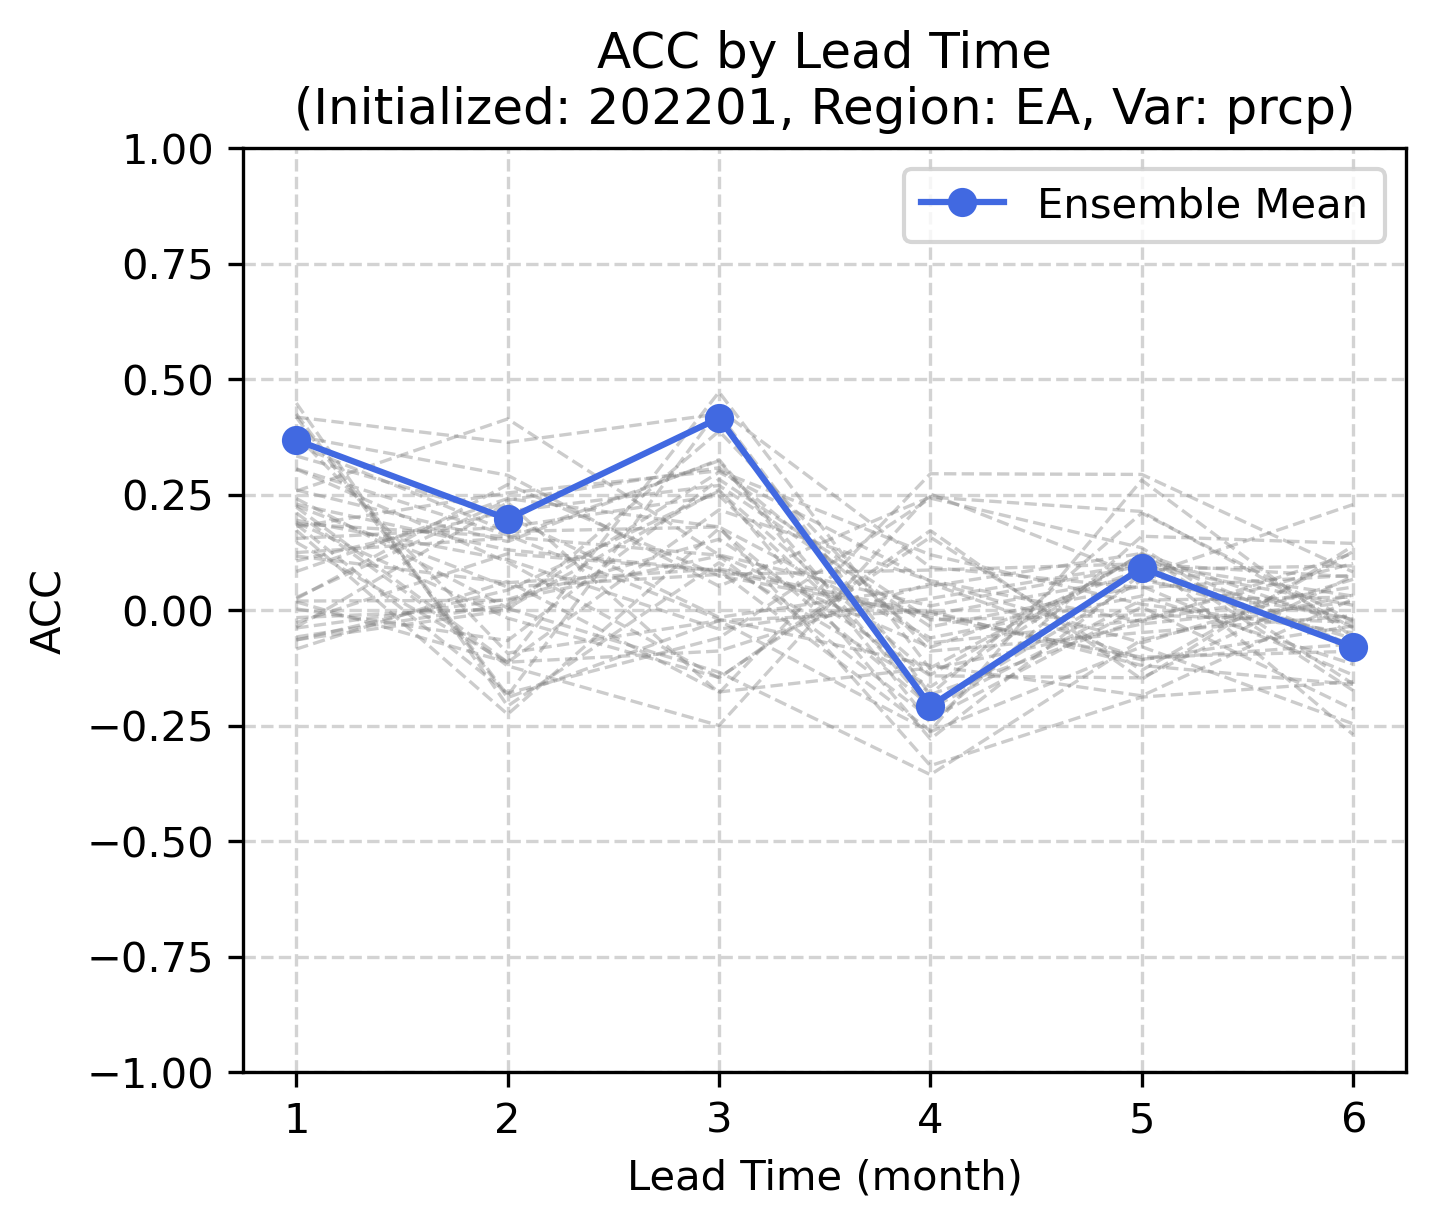 ACC by Lead Time
(Initialized: 202201, Region: EA, Var: prcp)
Ensemble Mean
1.00
0.75
0.50
0.25
0.00
−0.25
−0.50
−0.75
−1.00
ACC
1 2 3 4 5 6
Lead Time (month)